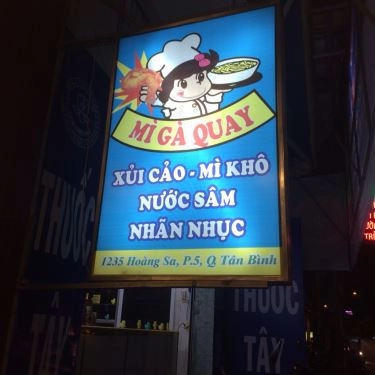 MÌ GÀ QUAY
XỦI CẢO - MÌ KHÔ
NƯỚC SÂM
NHÃN NHỤC
1235 Hoàng Sa, P.5, Q Tân Bình
THUỐC
TÂY
THUỐC
TÂY